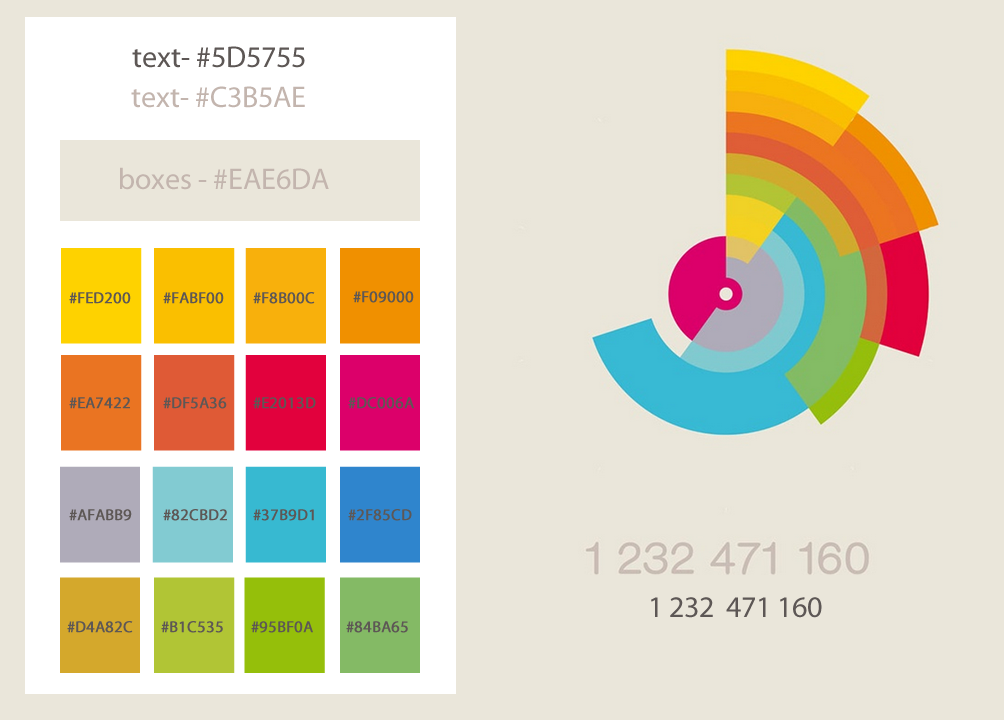 text- #5D5755
text- #C3B5AE
boxes - #EAE6DA
#FED200 #FABF00 #F8B00C #F09000
#EA7422 #DF5A36 #E2013D #DC006A
#AFABB9 #82CBD2 #37B9D1 #2F85CD
#D4A82C #B1C535 #95BF0A #84BA65
1 232 471 160
1 232 471 160